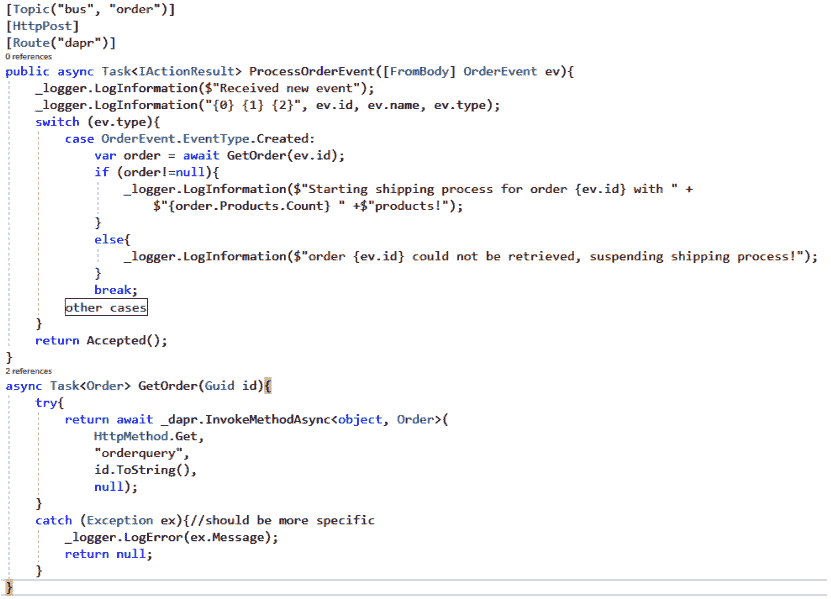 [Topic("bus", "order")]
[HttpPost]
[Route("dapr")]
0 references
public async Task<IActionResult> ProcessOrderEvent([FromBody] OrderEvent ev){
_logger.LogInformation($"Received new event");
_logger.LogInformation("{0} {1} {2}", ev.id, ev.name, ev.type);
switch (ev.type){
case OrderEvent.EventType.Created:
var order = await GetOrder(ev.id);
if (order!=null){
_logger.LogInformation($"Starting shipping process for order {ev.id} with " +
$"{order.Products.Count} " +$"products!");
}
else{
_logger.LogInformation($"order {ev.id} could not be retrieved, suspending shipping process!");
}
break;
other cases
}
return Accepted();
}
2 references
async Task<Order> GetOrder(Guid id){
try{
return await _dapr.InvokeMethodAsync<object, Order>(
HttpMethod.Get,
"orderquery",
id.ToString(),
null);
}
catch (Exception ex){//should be more specific
_logger.LogError(ex.Message);
return null;
}
}